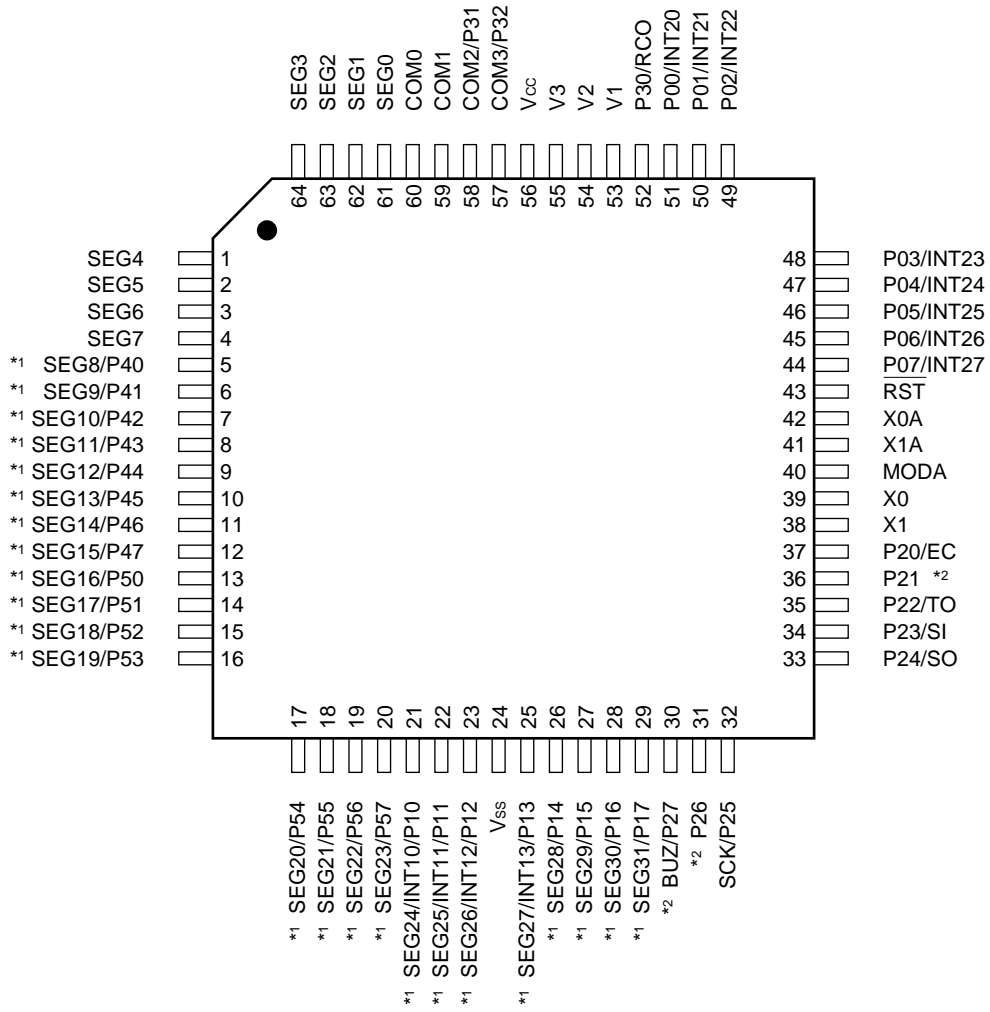 SEG3
SEG2
SEG1
SEG0
COM0
COM1
COM2/P31
COM3/P32
VCC
V3
V2
V1
P30/RCO
P00/INT20
P01/INT21
P02/INT22
64
63
62
61
60
59
58
57
56
55
54
53
52
51
50
49
SEG4 1
SEG5 2
SEG6 3
SEG7 4
*1 SEG8/P40 5
*1 SEG9/P41 6
*1 SEG10/P42 7
*1 SEG11/P43 8
*1 SEG12/P44 9
*1 SEG13/P45 10
*1 SEG14/P46 11
*1 SEG15/P47 12
*1 SEG16/P50 13
*1 SEG17/P51 14
*1 SEG18/P52 15
*1 SEG19/P53 16
48 P03/INT23
47 P04/INT24
46 P05/INT25
45 P06/INT26
44 P07/INT27
43 RST
42 X0A
41 X1A
40 MODA
39 X0
38 X1
37 P20/EC
36 P21 *2
35 P22/TO
34 P23/SI
33 P24/SO
17
18
19
20
21
22
23
24
25
26
27
28
29
30
31
32
*1 SEG20/P54
*1 SEG21/P55
*1 SEG22/P56
*1 SEG23/P57
*1 SEG24/INT10/P10
*1 SEG25/INT11/P11
*1 SEG26/INT12/P12
VSS
*1 SEG27/INT13/P13
*1 SEG28/P14
*1 SEG29/P15
*1 SEG30/P16
*1 SEG31/P17
*2 BUZ/P27
*2 P26
SCK/P25